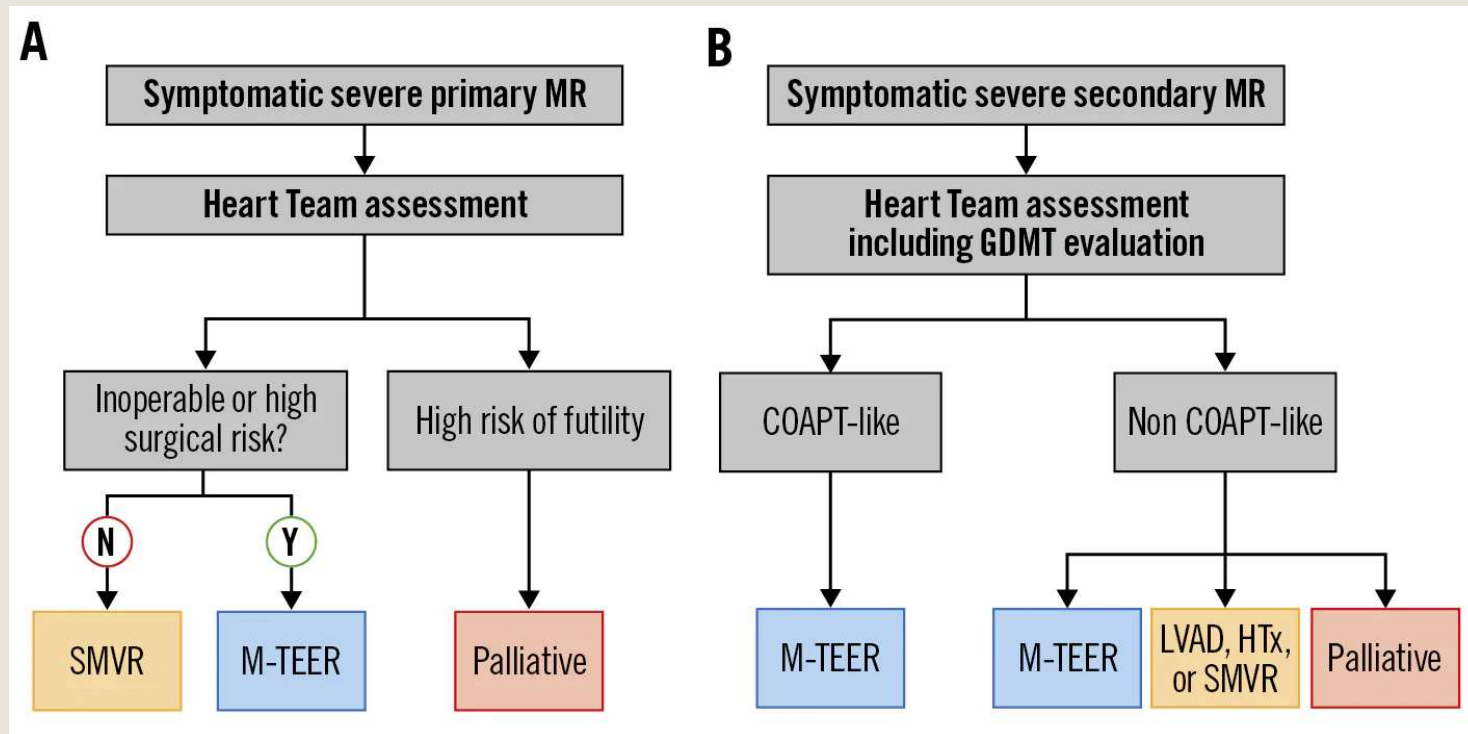 A
Symptomatic severe primary MR
Heart Team assessment
Inoperable or high
surgical risk?
High risk of futility
N
Y
SMVR
M-TEER
Palliative
B
Symptomatic severe secondary MR
Heart Team assessment
including GDMT evaluation
COAPT-like
Non COAPT-like
M-TEER
M-TEER
LVAD, HTx,
or SMVR
Palliative